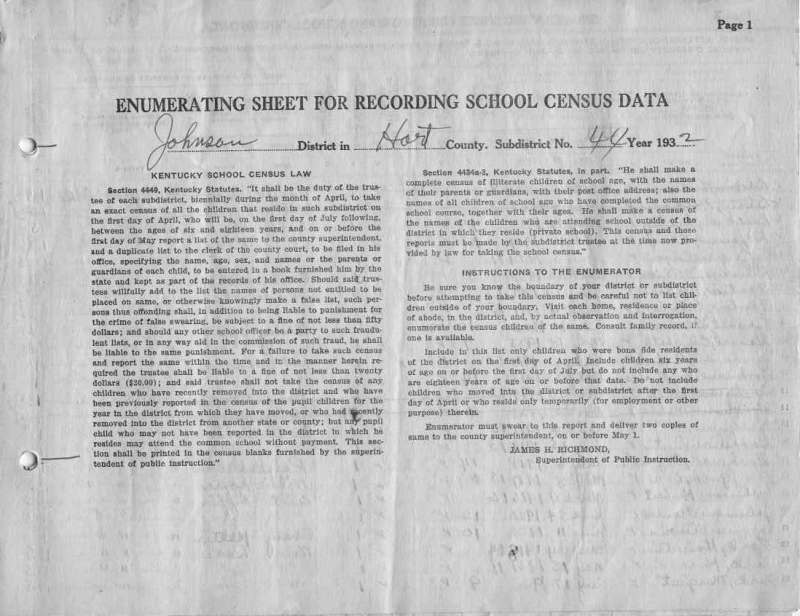 Page 1
ENUMERATING SHEET FOR RECORDING SCHOOL CENSUS DATA
Johnson District in Hart County. Subdistrict No. 44 Year 1932
KENTUCKY SCHOOL CENSUS LAW
Section 4449, Kentucky Statutes. "It shall be the duty of the trus-
tee of each subdistrict, biennially during the month of April, to take
an exact census of all the children that reside in such subdistrict on
the first day of April, who will be, on the first day of July following,
between the ages of six and eighteen years, and on or before the
first day of May report a list of the same to the county superintendent,
and a duplicate list to the clerk of the county court, to be filed in his
office, specifying the name, age, sex, and names or the parents or
guardians of each child, to be entered in a book furnished him by the
state and kept as part of the records of his office. Should said trus-
tees willfully add to the list the names of persons not entitled to be
placed on same, or otherwise knowingly make a false list, such per-
sons thus offending shall, in addition to being liable to punishment for
the crime of false swearing, be subject to a fine of not less than fifty
dollars; and should any other school officer be a party to such fraudu-
lent lists, or in any way aid in the commission of such fraud, he shall
be liable to the same punishment. For a failure to take such census
and report the same within the time and in the manner herein re-
quired the trustee shall be liable to a fine of not less than twenty
dollars ($20.00); and said trustee shall not take the census of any
children who have recently removed into the district and who have
been previously reported in the census of the pupil children for the
year in the district from which they have moved, or who had recently
removed into the district from another state or county; but any pupil
child who may not have been reported in the district in which he
resides may attend the common school without payment. This sec-
tion shall be printed in the census blanks furnished by the superin-
tendent of public instruction."
Section 4434a-2, Kentucky Statutes, in part. "He shall make a
complete census of illiterate children of school age, with the names
of their parents or guardians, with their post office address; also the
names of all children of school age who have completed the common
school course, together with their ages. He shall make a census of
the names of the children who are attending school outside of the
district in which they reside (private school). This census and those
reports must be made by the subdistrict trustee at the time now pro-
vided by law for taking the school census."
INSTRUCTIONS TO THE ENUMERATOR
Be sure you know the boundary of your district or subdistrict
before attempting to take this census and be careful not to list chil-
dren outside of your boundary. Visit each home, residence or place
of abode, in the district, and, by actual observation and interrogation,
enumerate the census children of the same. Consult family record, if
one is available.
Include in this list only children who were bona fide residents
of the district on the first day of April. Include children six years
of age on or before the first day of July but do not include any who
are eighteen years of age on or before that date. Do not include
children who moved into the district or subdistrict after the first
day of April or who reside only temporarily (for employment or other
purpose) therein.
Enumerator must swear to this report and deliver two copies of
same to the county superintendent, on or before May 1.
JAMES H. RICHMOND,
Superintendent of Public Instruction.